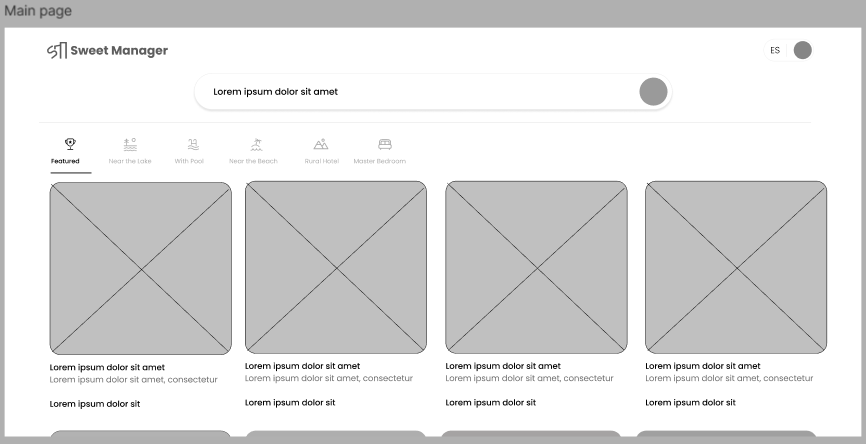 Main page
Sweet Manager
ES
Lorem ipsum dolor sit amet
Featured
Near the Lake
With Pool
Near the Beach
Rural Hotel
Master Bedroom
Lorem ipsum dolor sit amet
Lorem ipsum dolor sit amet, consectetur
Lorem ipsum dolor sit
Lorem ipsum dolor sit amet
Lorem ipsum dolor sit amet, consectetur
Lorem ipsum dolor sit
Lorem ipsum dolor sit amet
Lorem ipsum dolor sit amet, consectetur
Lorem ipsum dolor sit
Lorem ipsum dolor sit amet
Lorem ipsum dolor sit amet, consectetur
Lorem ipsum dolor sit